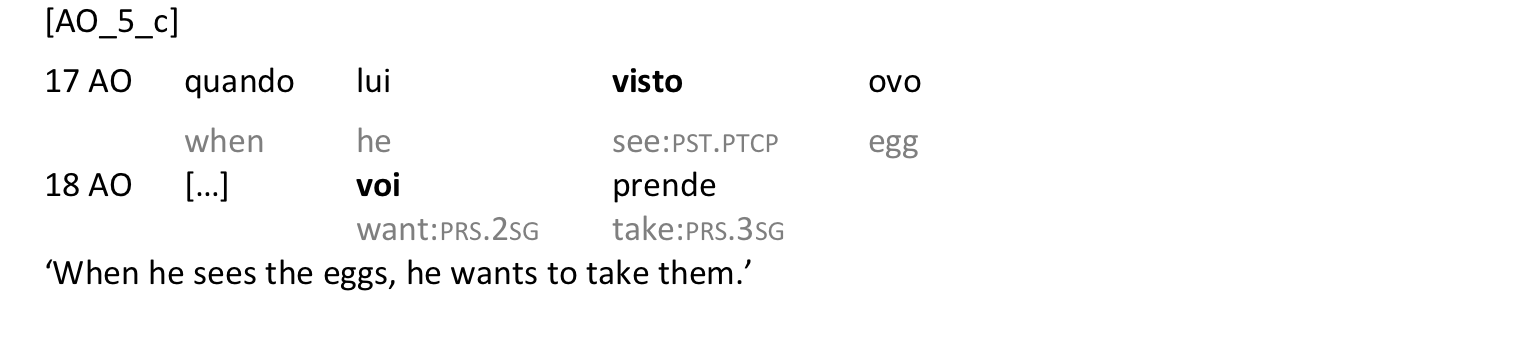 [AO_5_c]
17 AO quando lui visto ovo
when he see:PST.PTCP egg
18 AO […] voi prende
want:PRS.2SG take:PRS.3SG
‘When he sees the eggs, he wants to take them.’